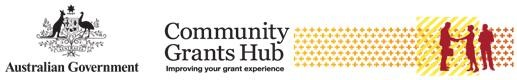 Australian Government
Community
Grants Hub
Improving your grant experience